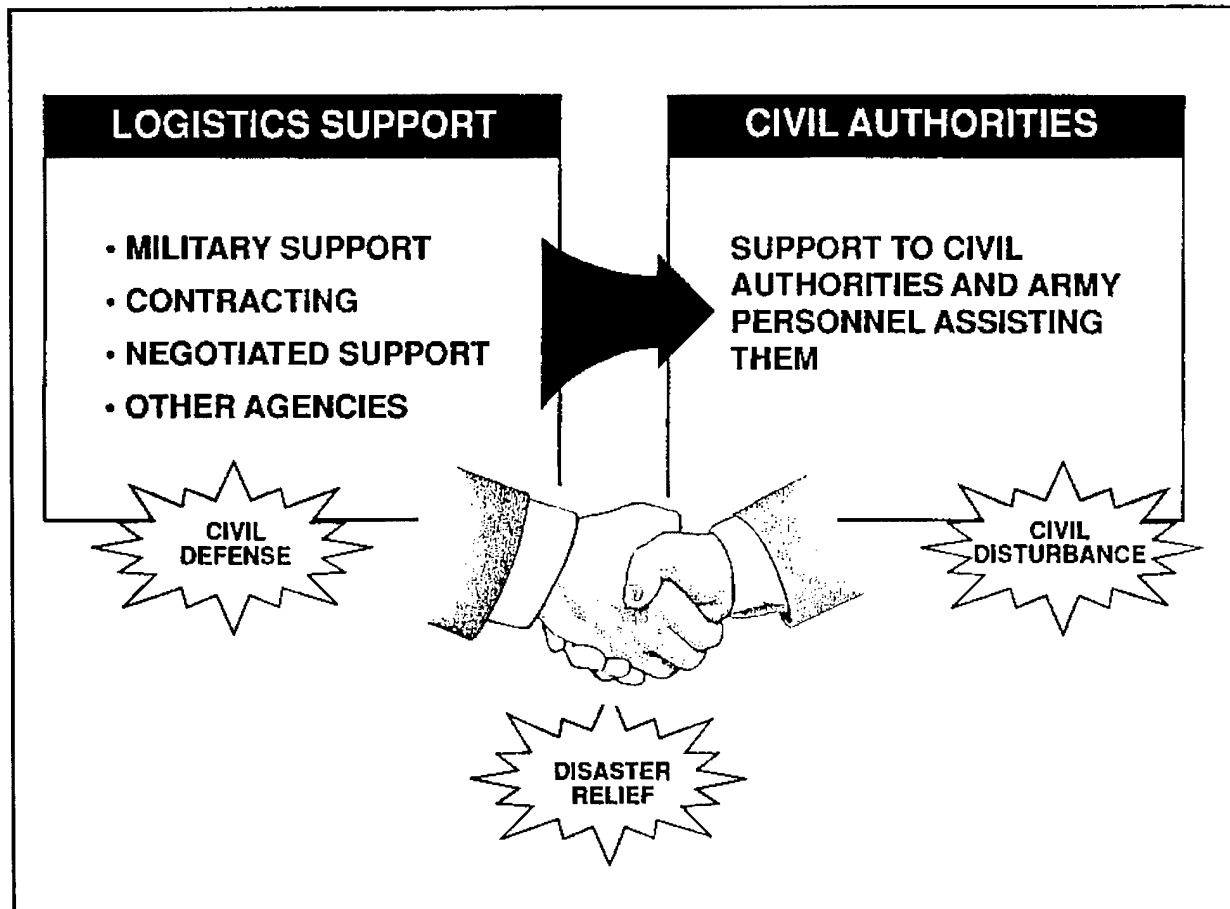 LOGISTICS SUPPORT
• MILITARY SUPPORT
• CONTRACTING
• NEGOTIATED SUPPORT
• OTHER AGENCIES
CIVIL AUTHORITIES
SUPPORT TO CIVIL
AUTHORITIES AND ARMY
PERSONNEL ASSISTING
THEM
CIVIL
DEFENSE
CIVIL
DISTURBANCE
DISASTER
RELIEF